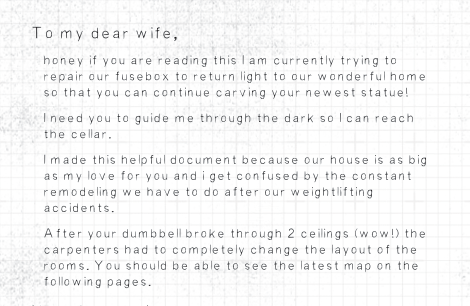 To my dear wife,
honey if you are reading this I am currently trying to
repair our fusebox to return light to our wonderful home
so that you can continue carving your newest statue!
I need you to guide me through the dark so I can reach
the cellar.
I made this helpful document because our house is as big
as my love for you and i get confused by the constant
remodeling we have to do after our weightlifting
accidents.
After your dumbbell broke through 2 ceilings (wow!) the
carpenters had to completely change the layout of the
rooms. You should be able to see the latest map on the
following pages.